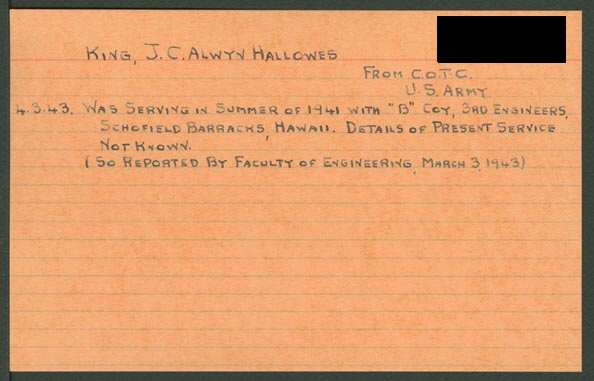 KING, J.C. ALWYN HALLOWES
FROM C.O.T.C.
U.S. ARMY.
4.3.43. WAS SERVING IN SUMMER OF 1941 WITH "B" COY, 3RD ENGINEERS,
SCHOFIELD BARRACKS, HAWAII. DETAILS OF PRESENT SERVICE
NOT KNOWN.
(SO REPORTED BY FACULTY OF ENGINEERING, MARCH 3, 1943)